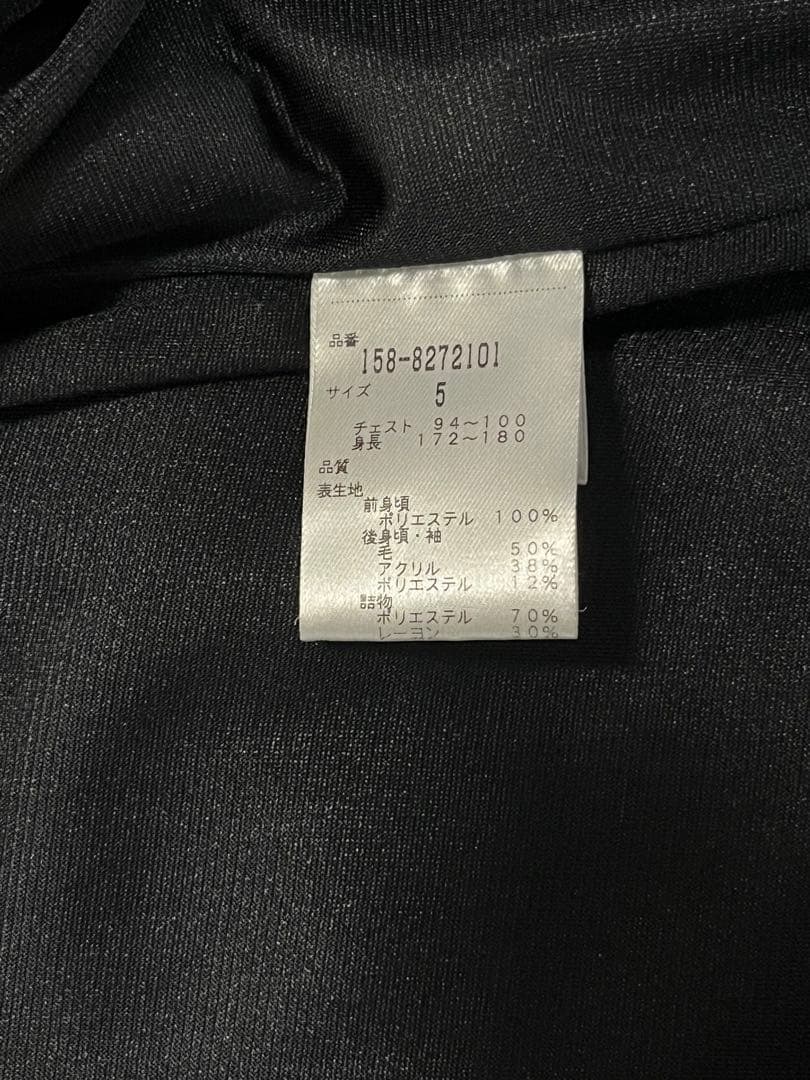 品番
158-8272101
サイズ 5
チェスト 94～100
身長 172～180
品質
表生地
前身頃
ポリエステル 100%
後身頃・袖
毛 50%
アクリル 38%
ポリエステル 12%
詰物
ポリエステル 70%
レーヨン 30%